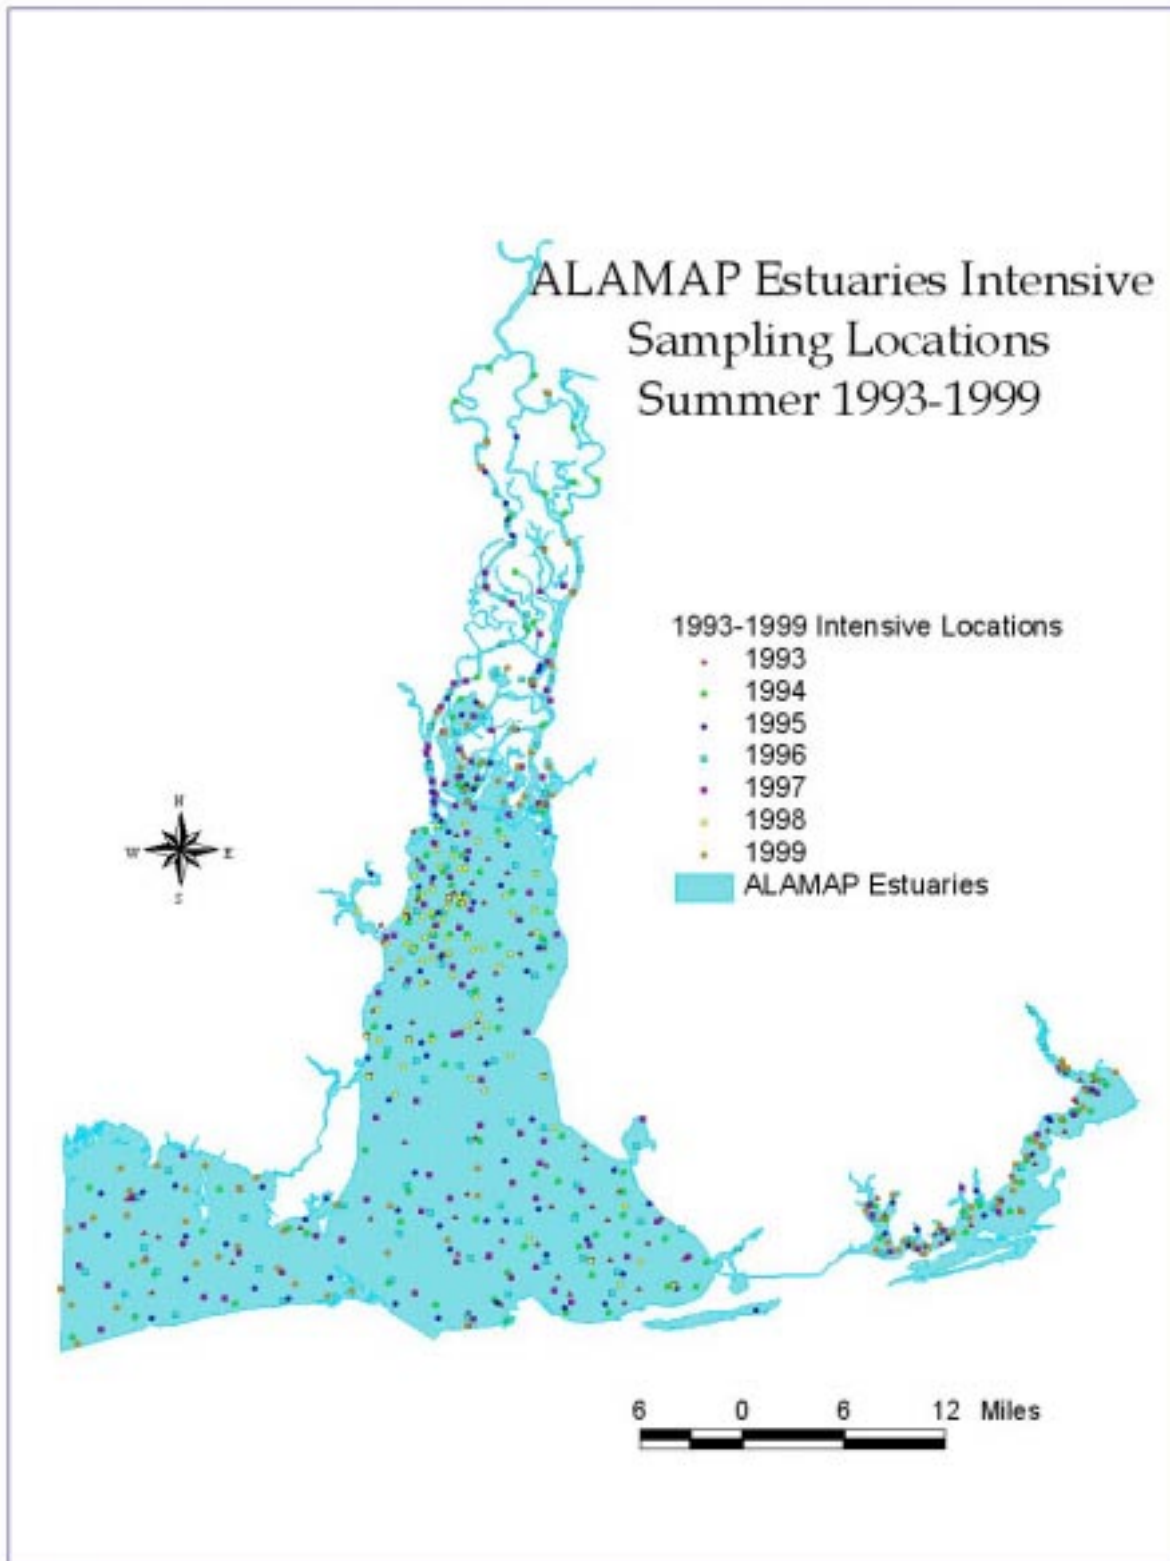 ALAMAP Estuaries Intensive
Sampling Locations
Summer 1993-1999
1993-1999 Intensive Locations
1993
1994
1995
1996
1997
1998
1999
ALAMAP Estuaries
N
W E
S
6 0 6 12 Miles